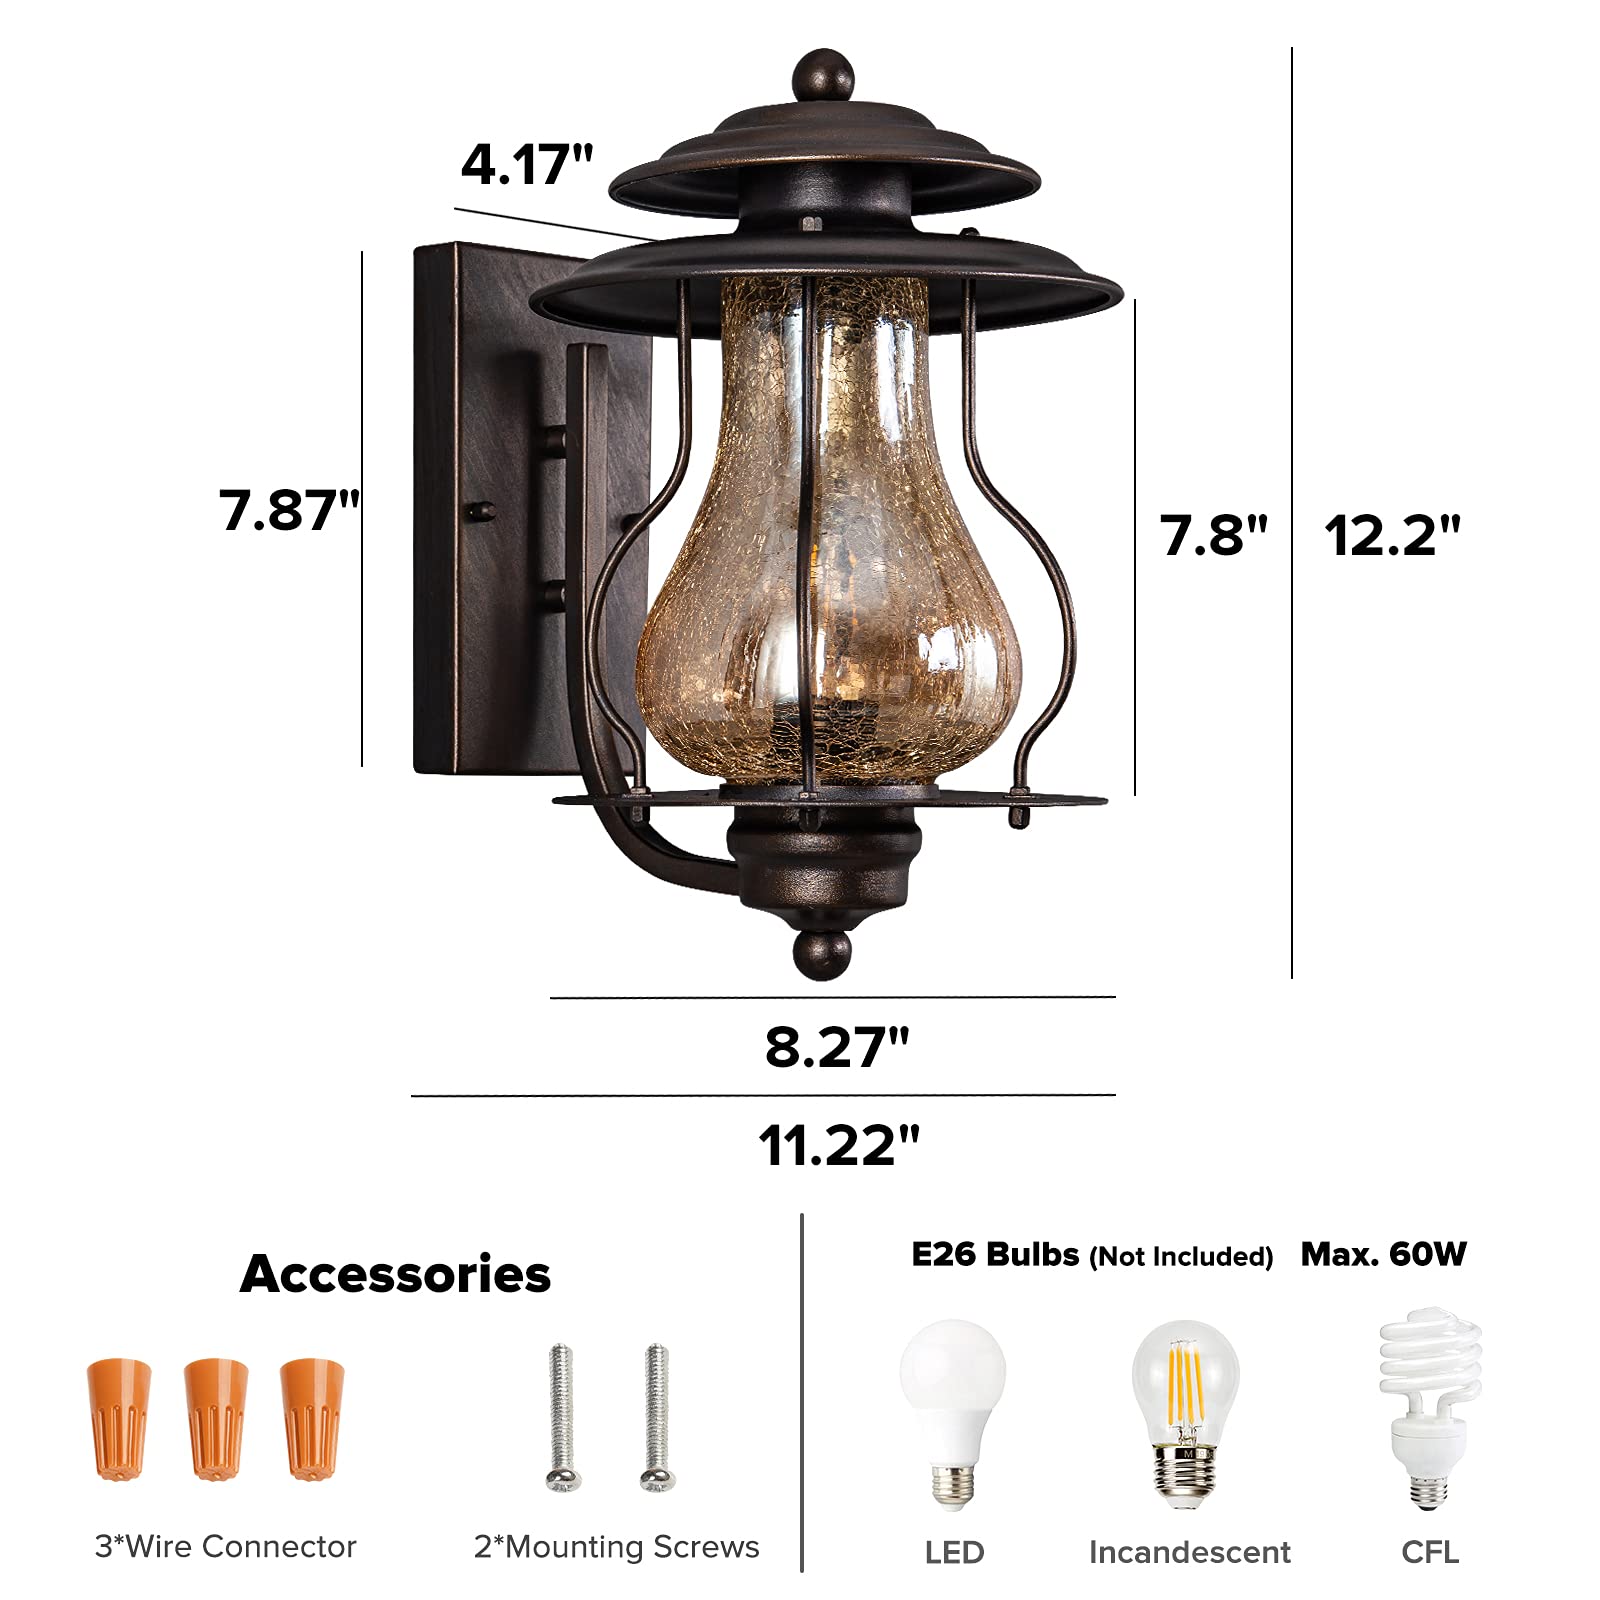 4.17"
7.87"
7.8"
12.2"
8.27"
11.22"
Accessories
3*Wire Connector
2*Mounting Screws
E26 Bulbs (Not Included) Max. 60W
LED
Incandescent
CFL